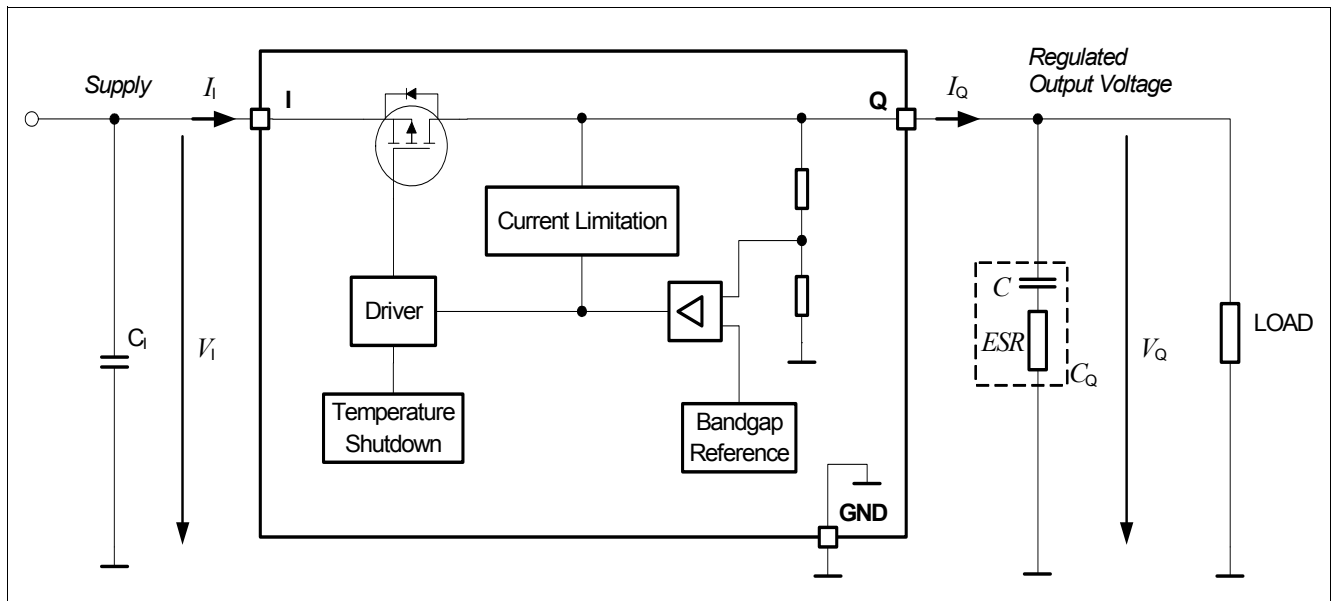 Supply
I_I
I
Q
I_Q
Regulated
Output Voltage
Current Limitation
C_I
V_I
Driver
C
ESR
C_Q
V_Q
LOAD
Temperature
Shutdown
Bandgap
Reference
GND